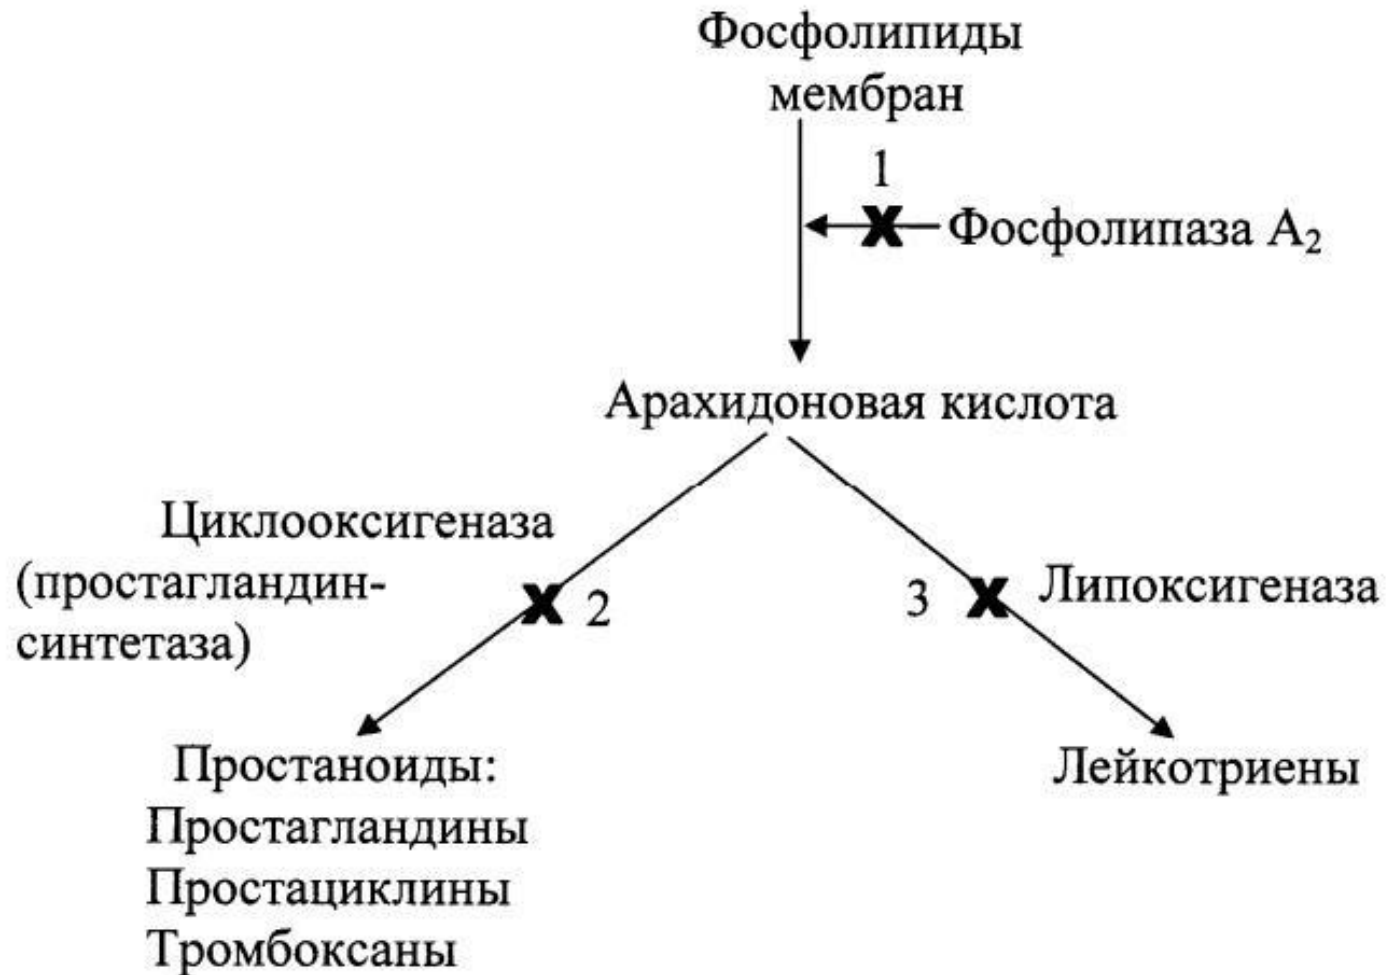 Фосфолипиды
мембран
1
Фосфолипаза А₂
Арахидоновая кислота
Циклооксигеназа
(простагландин-
синтетаза)
2
3
Липоксигеназа
Простаноиды:
Простагландины
Простациклины
Тромбоксаны
Лейкотриены